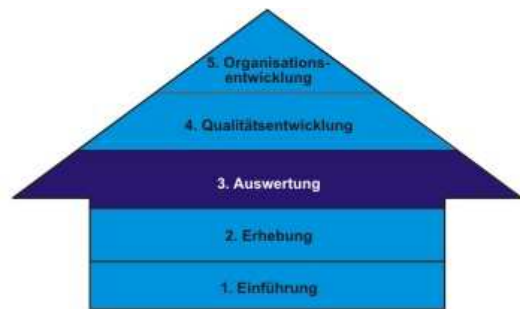 5. Organisations-
entwicklung
4. Qualitätsentwicklung
3. Auswertung
2. Erhebung
1. Einführung